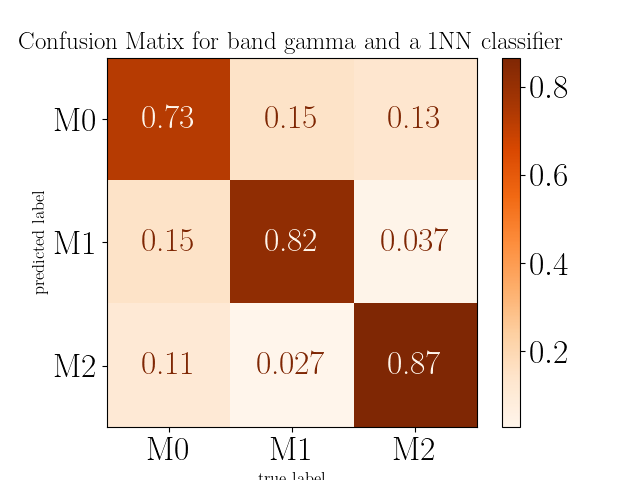 Confusion Matix for band gamma and a 1NN classifier
M0 0.73 0.15 0.13
M1 0.15 0.82 0.037
M2 0.11 0.027 0.87
M0 M1 M2
predicted label
true label
0.8
0.6
0.4
0.2